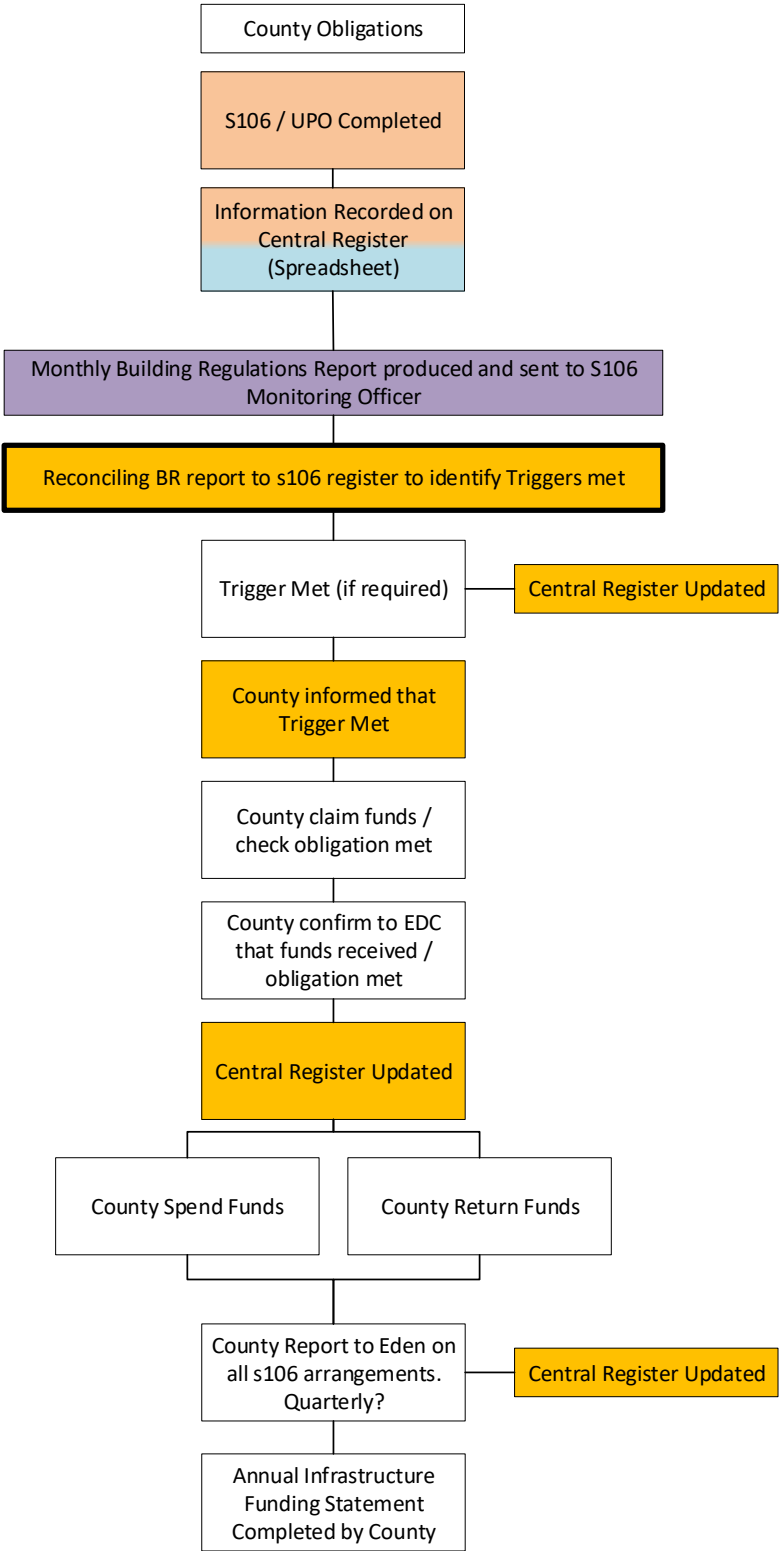 County Obligations
S106 / UPO Completed
Information Recorded on
Central Register
(Spreadsheet)
Monthly Building Regulations Report produced and sent to S106
Monitoring Officer
Reconciling BR report to s106 register to identify Triggers met
Trigger Met (if required)
Central Register Updated
County informed that
Trigger Met
County claim funds /
check obligation met
County confirm to EDC
that funds received /
obligation met
Central Register Updated
County Spend Funds
County Return Funds
County Report to Eden on
all s106 arrangements.
Quarterly?
Central Register Updated
Annual Infrastructure
Funding Statement
Completed by County